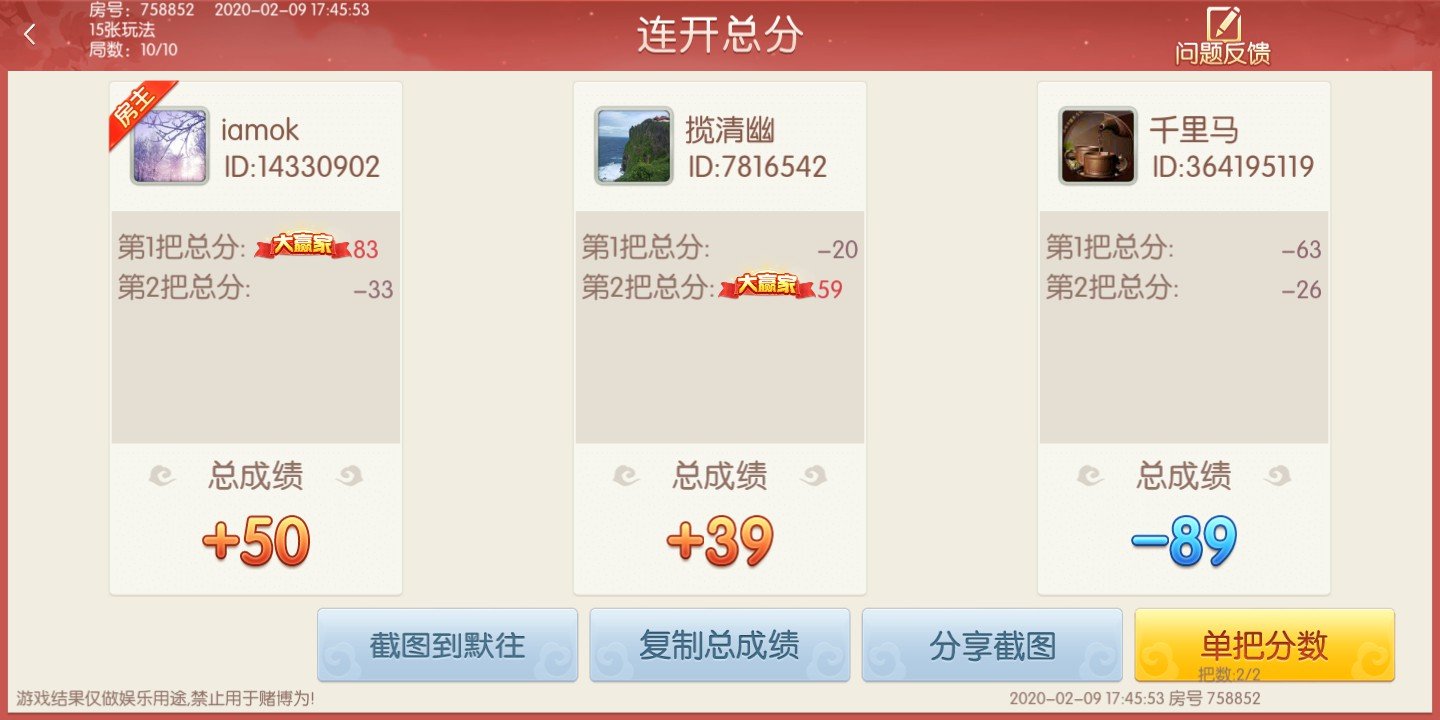 房号：758852 2020-02-09 17:45:53
15张玩法
局数：10/10
连开总分
问题反馈
房主
iamok
ID:14330902
第1把总分: 大赢家 83
第2把总分: -33
总成绩
+50
揽清幽
ID:7816542
第1把总分: -20
第2把总分: 大赢家 59
总成绩
+39
千里马
ID:364195119
第1把总分: -63
第2把总分: -26
总成绩
-89
截图到默往
复制总成绩
分享截图
单把分数
把数:2/2
游戏结果仅做娱乐用途,禁止用于赌博为!
2020-02-09 17:45:53 房号 758852